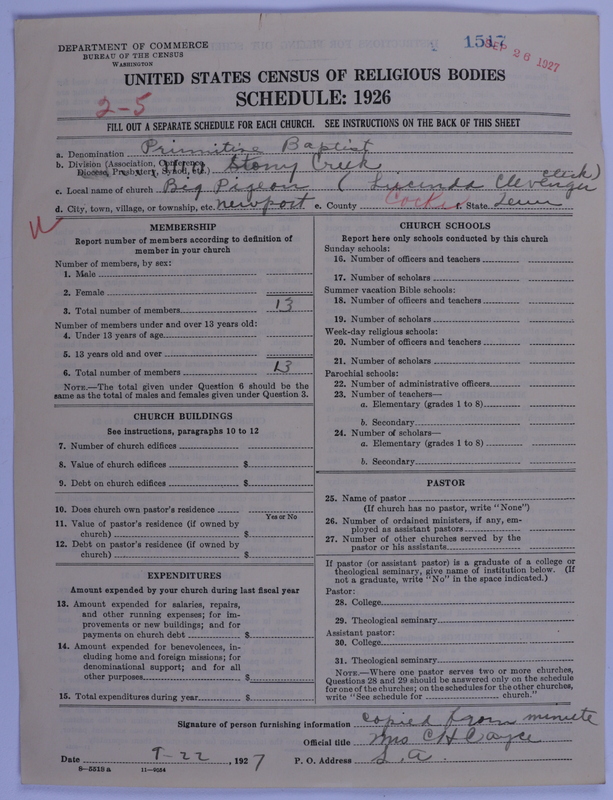 DEPARTMENT OF COMMERCE
BUREAU OF THE CENSUS
WASHINGTON
1517
SEP 26 1927
UNITED STATES CENSUS OF RELIGIOUS BODIES
2-5
SCHEDULE: 1926
FILL OUT A SEPARATE SCHEDULE FOR EACH CHURCH. SEE INSTRUCTIONS ON THE BACK OF THIS SHEET
a. Denomination Primitive Baptist
b. Division (Association, Conference, Diocese, Presbytery, Synod, etc.) Stony Creek
c. Local name of church Big Pigeon (Lucinda Clevenger Clerk)
d. City, town, village, or township, etc. Newport e. County Cocke f. State Tenn
MEMBERSHIP
Report number of members according to definition of
member in your church
Number of members, by sex:
1. Male
2. Female
3. Total number of members 13
Number of members under and over 13 years old:
4. Under 13 years of age
5. 13 years old and over
6. Total number of members 13
NOTE.—The total given under Question 6 should be the
same as the total of males and females given under Question 3.
CHURCH BUILDINGS
See instructions, paragraphs 10 to 12
7. Number of church edifices
8. Value of church edifices $
9. Debt on church edifices $
10. Does church own pastor's residence
Yes or No
11. Value of pastor's residence (if owned by
church) $
12. Debt on pastor's residence (if owned by
church) $
EXPENDITURES
Amount expended by your church during last fiscal year
13. Amount expended for salaries, repairs,
and other running expenses; for im-
provements or new buildings; and for
payments on church debt $
14. Amount expended for benevolences, in-
cluding home and foreign missions; for
denominational support; and for all
other purposes $
15. Total expenditures during year $
CHURCH SCHOOLS
Report here only schools conducted by this church
Sunday schools:
16. Number of officers and teachers
17. Number of scholars
Summer vacation Bible schools:
18. Number of officers and teachers
19. Number of scholars
Week-day religious schools:
20. Number of officers and teachers
21. Number of scholars
Parochial schools:
22. Number of administrative officers
23. Number of teachers—
a. Elementary (grades 1 to 8)
b. Secondary
24. Number of scholars—
a. Elementary (grades 1 to 8)
b. Secondary
PASTOR
25. Name of pastor
(If church has no pastor, write "None")
26. Number of ordained ministers, if any, em-
ployed as assistant pastors
27. Number of other churches served by the
pastor or his assistants
If pastor (or assistant pastor) is a graduate of a college or
theological seminary, give name of institution below. (If
not a graduate, write "No" in the space indicated.)
Pastor:
28. College
29. Theological seminary
Assistant pastor:
30. College
31. Theological seminary
NOTE.—Where one pastor serves two or more churches,
Questions 28 and 29 should be answered only on the schedule
for one of the churches; on the schedules for the other churches,
write "See schedule for church."
Signature of person furnishing information copied from minute
Official title Mrs C H Cayce
Date 9-22, 1927 P. O. Address S.A.
8-5515 a 11-9554